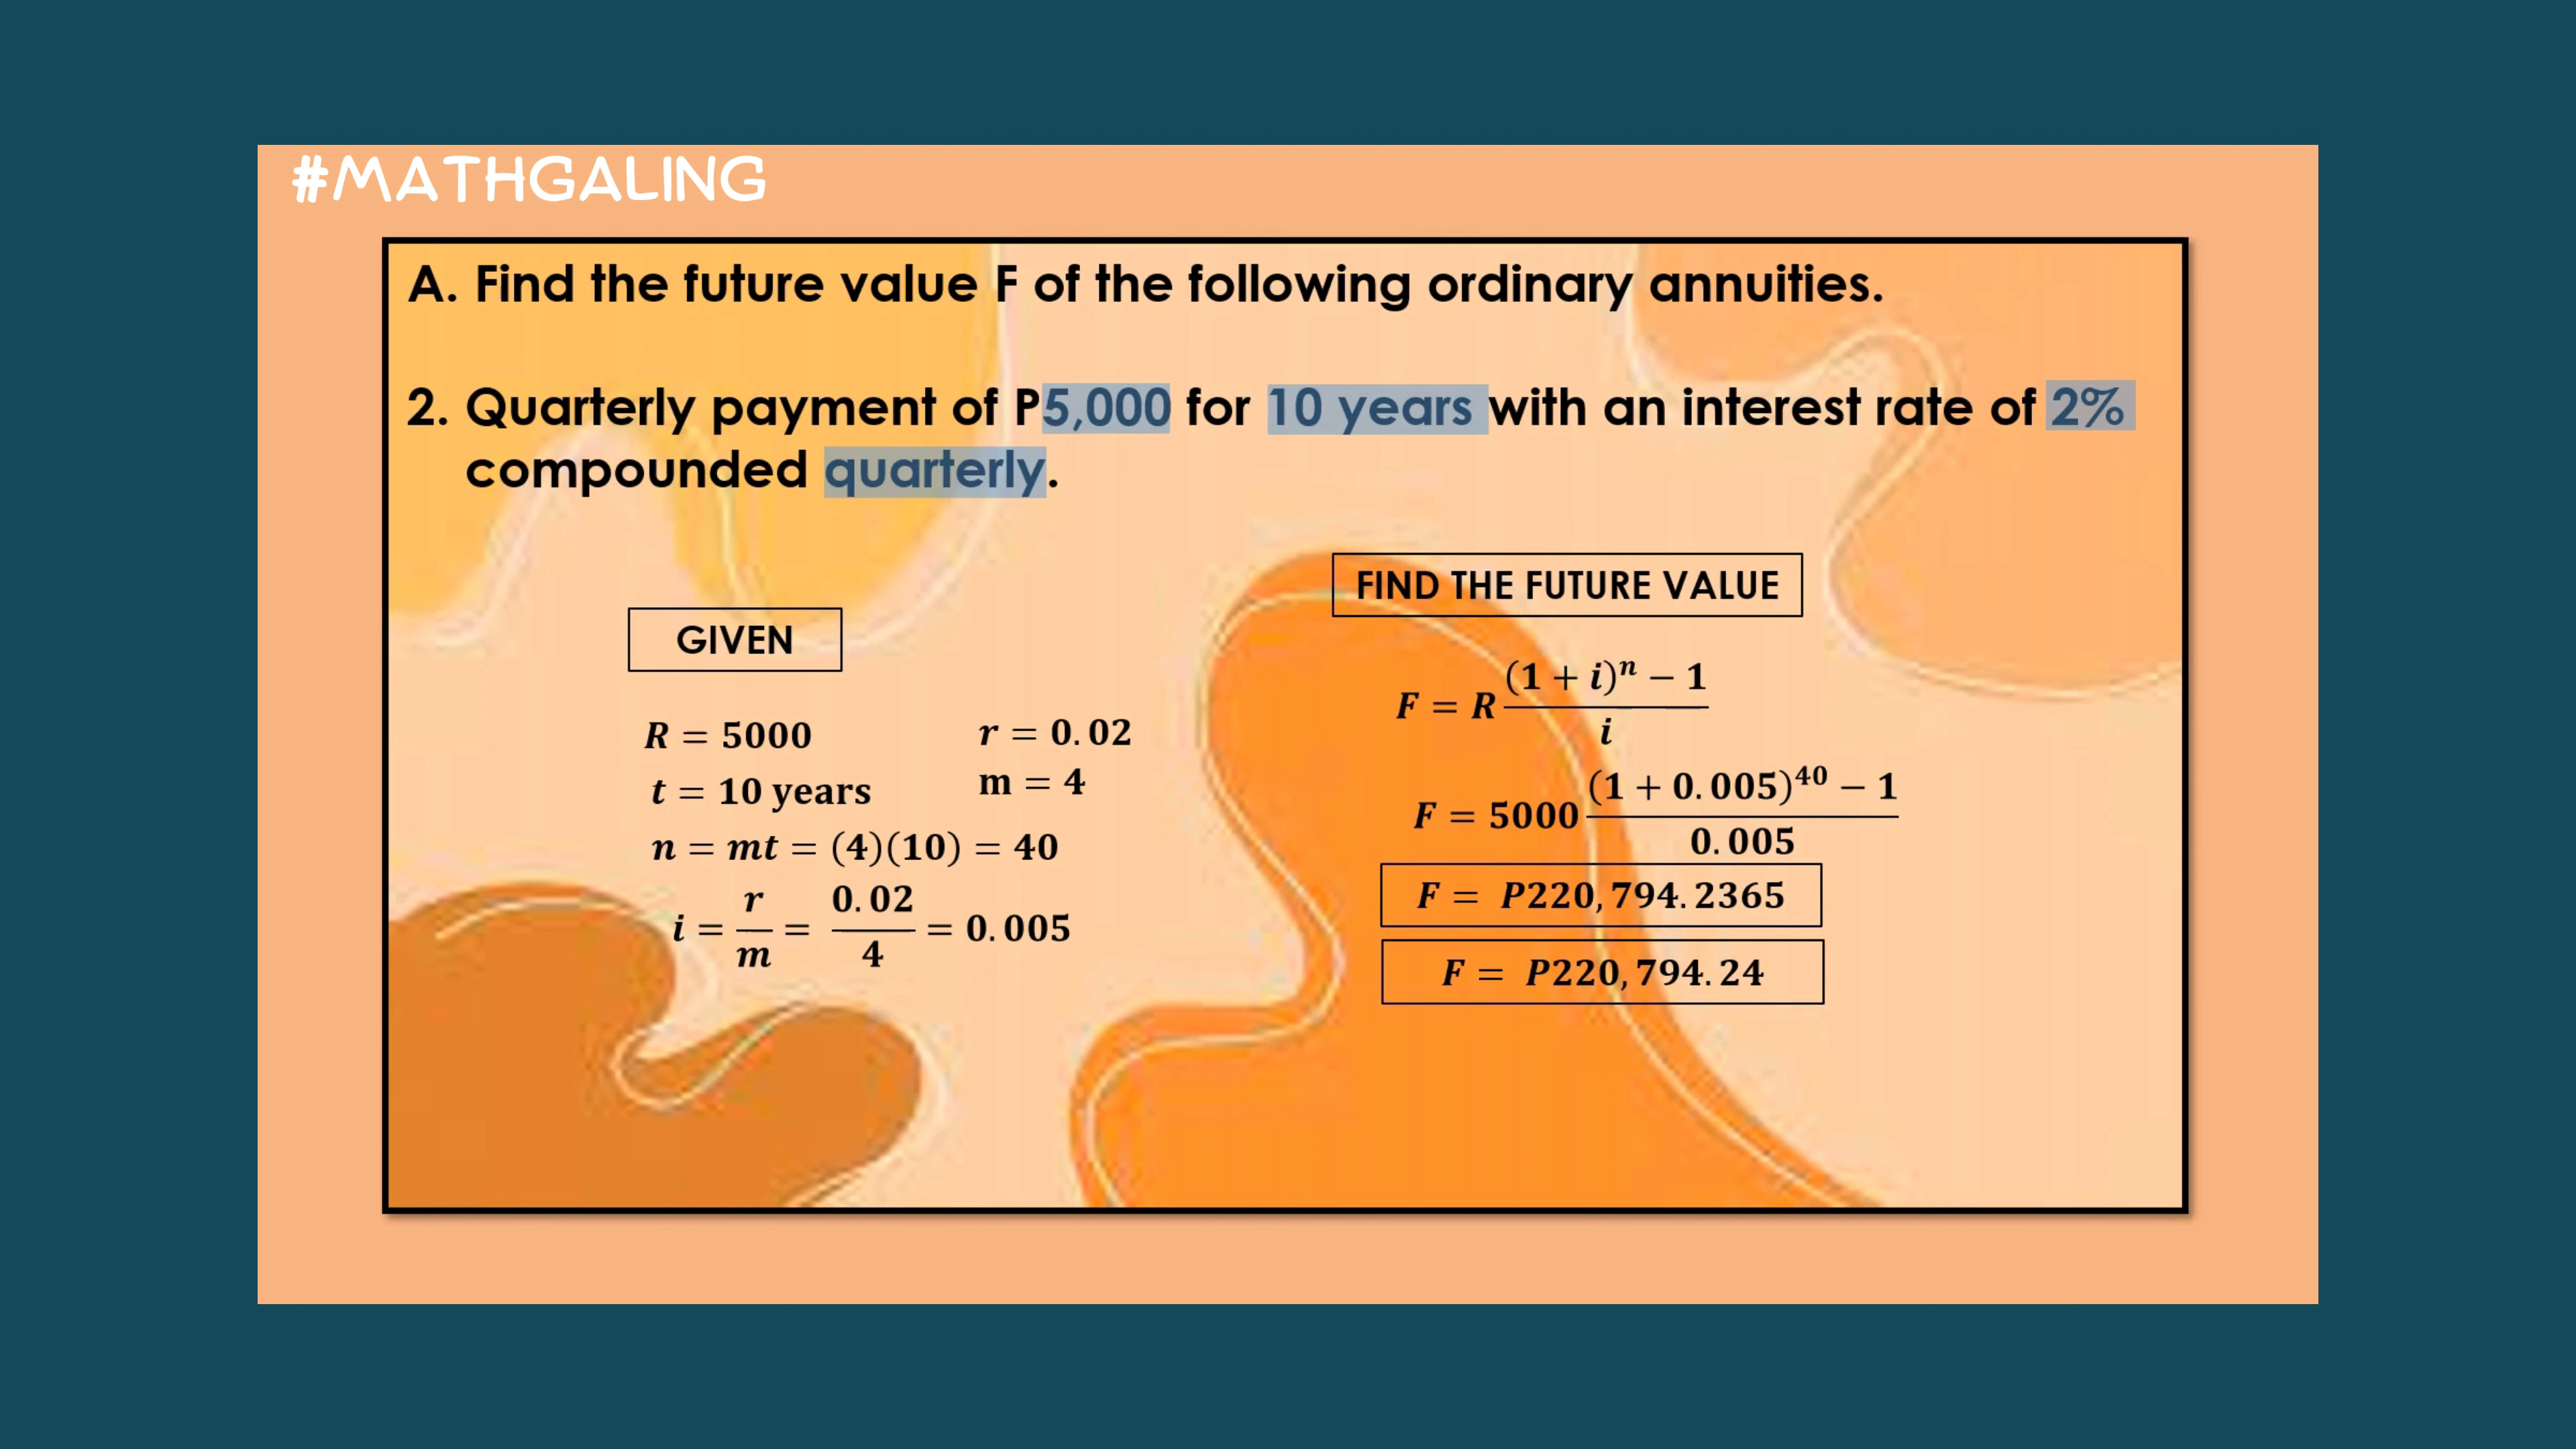 #MATHGALING
A. Find the future value F of the following ordinary annuities.
2. Quarterly payment of P5,000 for 10 years with an interest rate of 2%
compounded quarterly.
GIVEN
R = 5000
r = 0.02
t = 10 years
m = 4
n = mt = (4)(10) = 40
i = r/m = 0.02/4 = 0.005
FIND THE FUTURE VALUE
F = R ((1 + i)ⁿ − 1)/i
F = 5000 ((1 + 0.005)⁴⁰ − 1)/0.005
F = P220,794.2365
F = P220,794.24